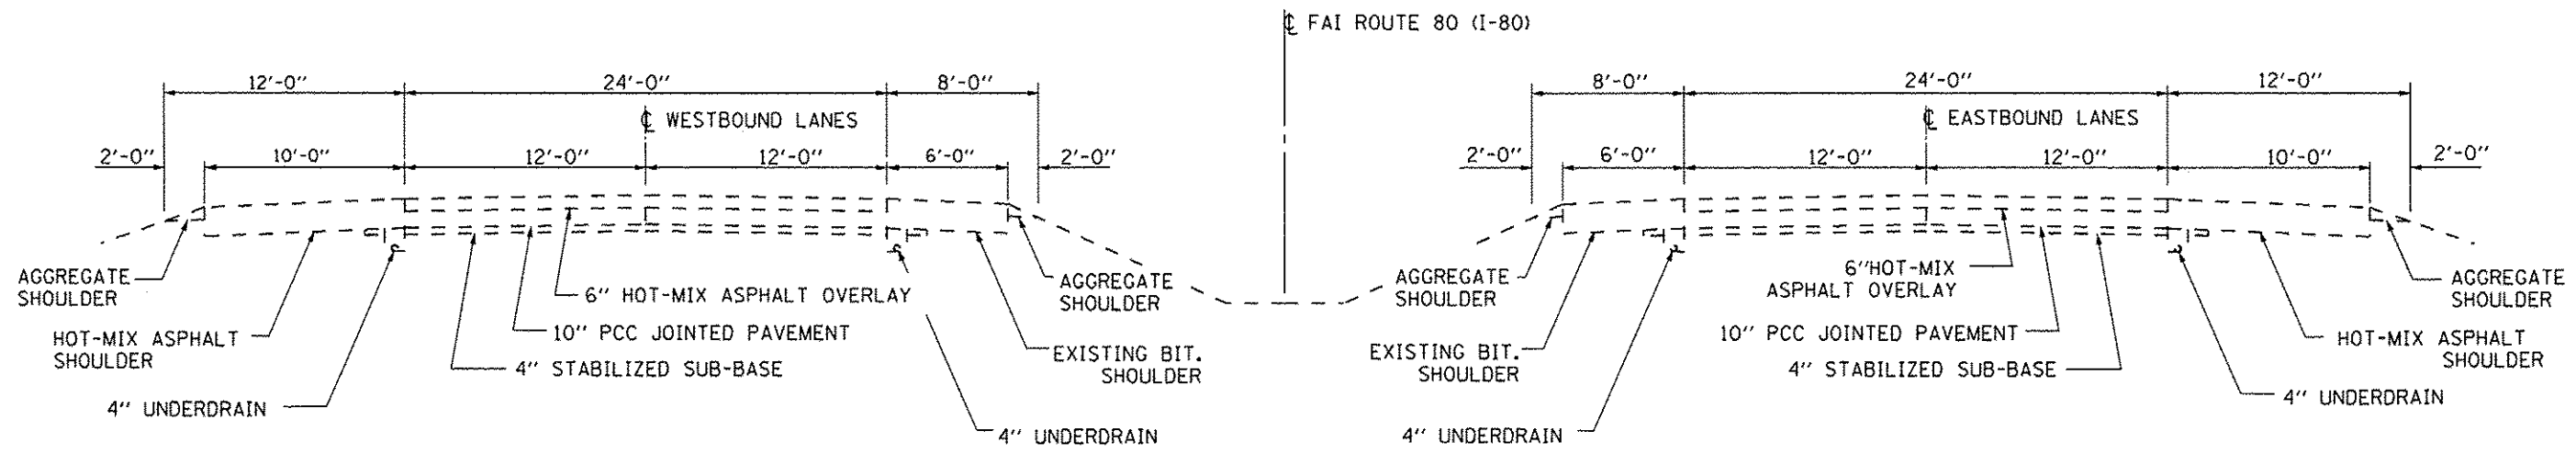 ℄ FAI ROUTE 80 (I-80)
12'-0"
24'-0"
8'-0"
8'-0"
24'-0"
12'-0"
℄ WESTBOUND LANES
℄ EASTBOUND LANES
2'-0"
10'-0"
12'-0"
12'-0"
6'-0"
2'-0"
2'-0"
6'-0"
12'-0"
12'-0"
10'-0"
2'-0"
AGGREGATE
SHOULDER
HOT-MIX ASPHALT
SHOULDER
4" UNDERDRAIN
6" HOT-MIX ASPHALT OVERLAY
10" PCC JOINTED PAVEMENT
4" STABILIZED SUB-BASE
AGGREGATE
SHOULDER
EXISTING BIT.
SHOULDER
4" UNDERDRAIN
AGGREGATE
SHOULDER
EXISTING BIT.
SHOULDER
4" UNDERDRAIN
6"HOT-MIX
ASPHALT OVERLAY
10" PCC JOINTED PAVEMENT
4" STABILIZED SUB-BASE
AGGREGATE
SHOULDER
HOT-MIX ASPHALT
SHOULDER
4" UNDERDRAIN